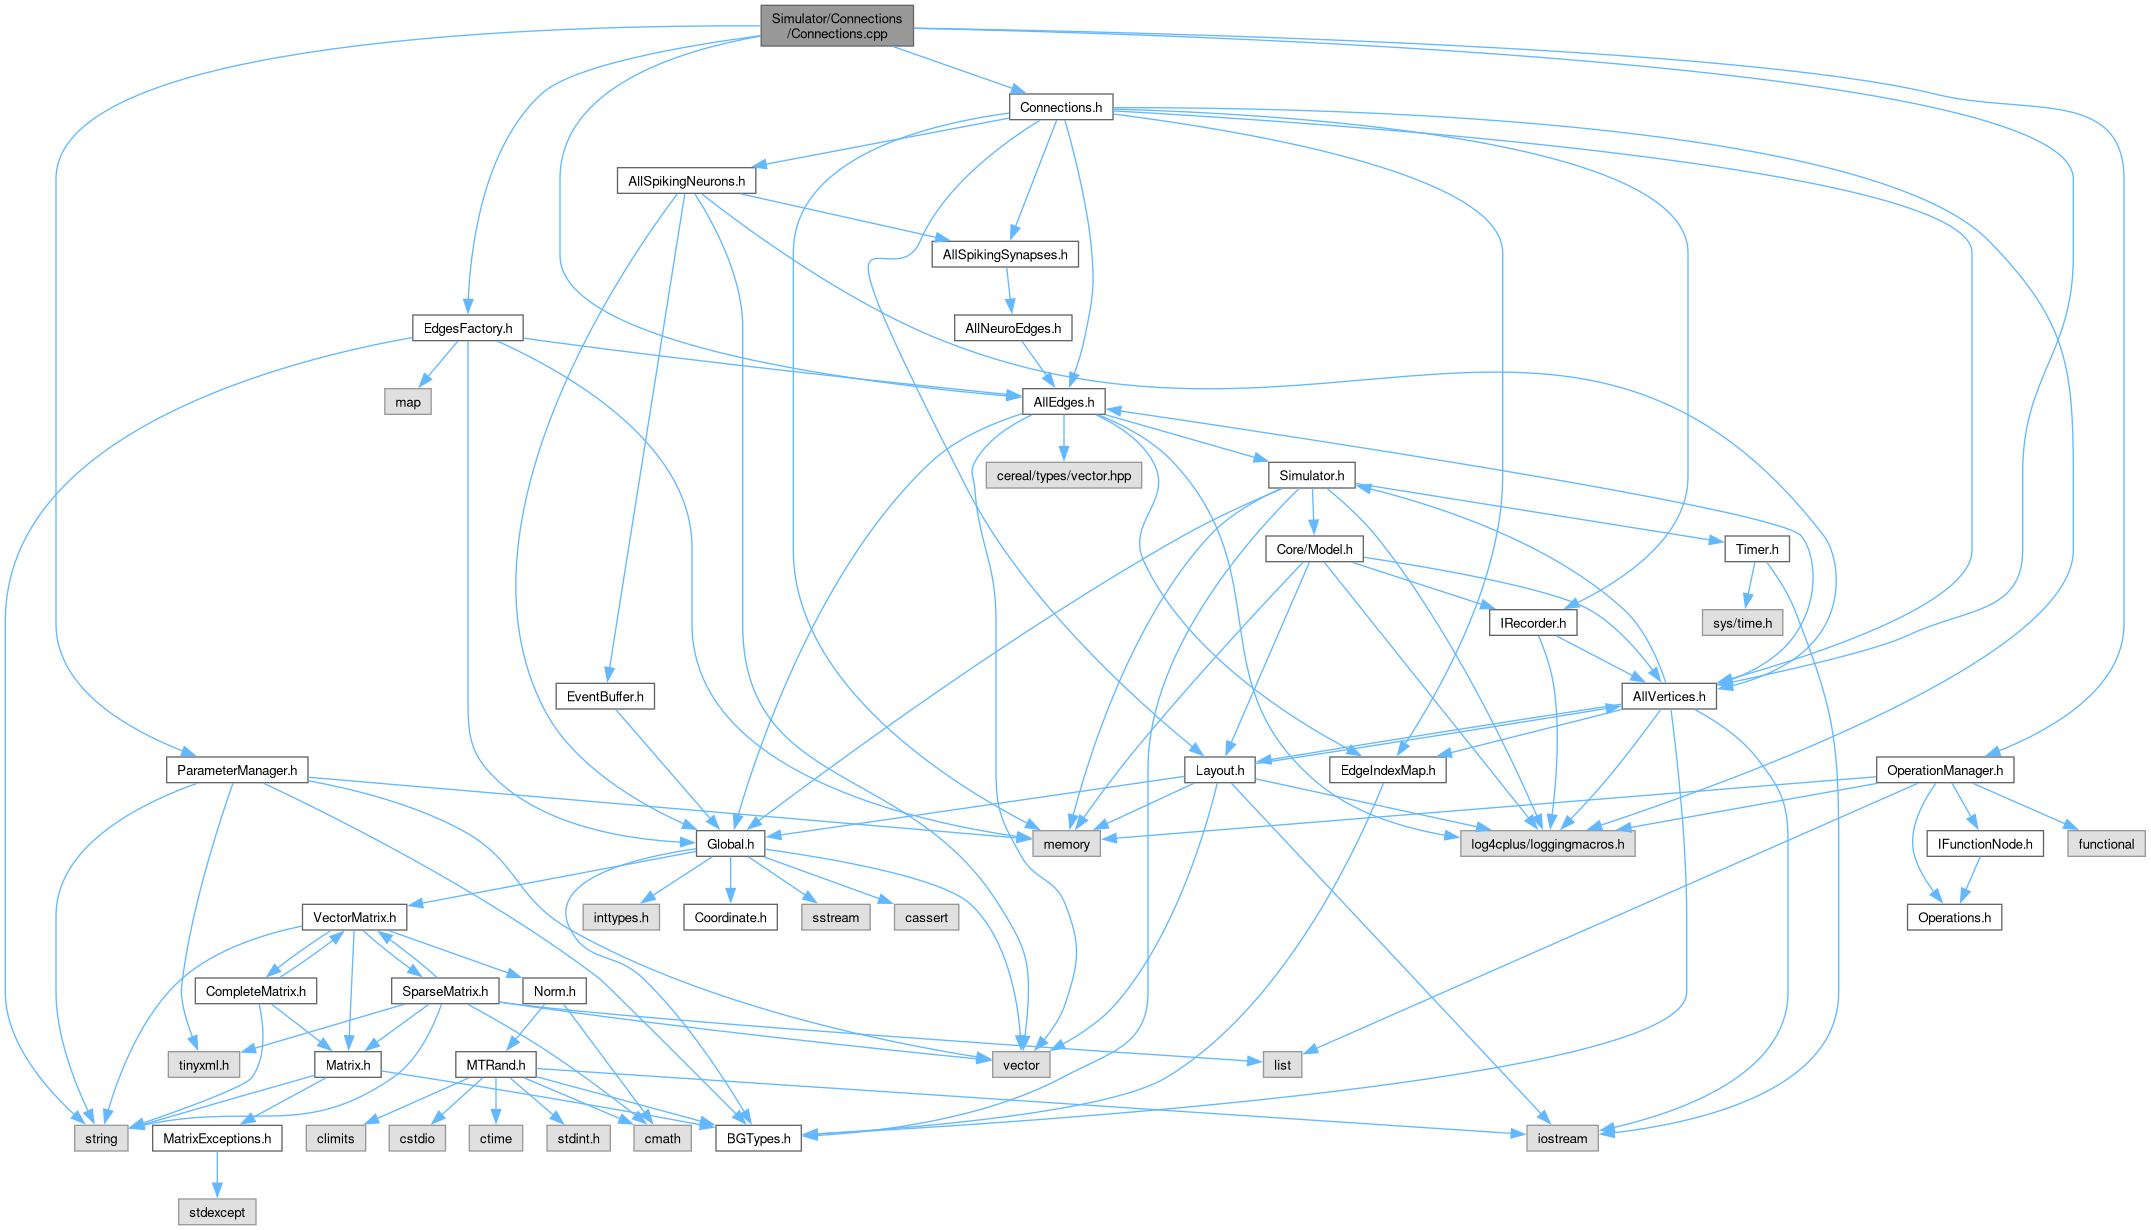 Simulator/Connections
/Connections.cpp
Connections.h
AllSpikingNeurons.h
AllSpikingSynapses.h
EdgesFactory.h
AllNeuroEdges.h
map
AllEdges.h
cereal/types/vector.hpp
Simulator.h
Core/Model.h
Timer.h
IRecorder.h
sys/time.h
EventBuffer.h
AllVertices.h
ParameterManager.h
Layout.h
EdgeIndexMap.h
OperationManager.h
Global.h
memory
log4cplus/loggingmacros.h
IFunctionNode.h
functional
VectorMatrix.h
inttypes.h
Coordinate.h
sstream
cassert
Operations.h
CompleteMatrix.h
SparseMatrix.h
Norm.h
tinyxml.h
Matrix.h
MTRand.h
vector
list
string
MatrixExceptions.h
climits
cstdio
ctime
stdint.h
cmath
BGTypes.h
iostream
stdexcept